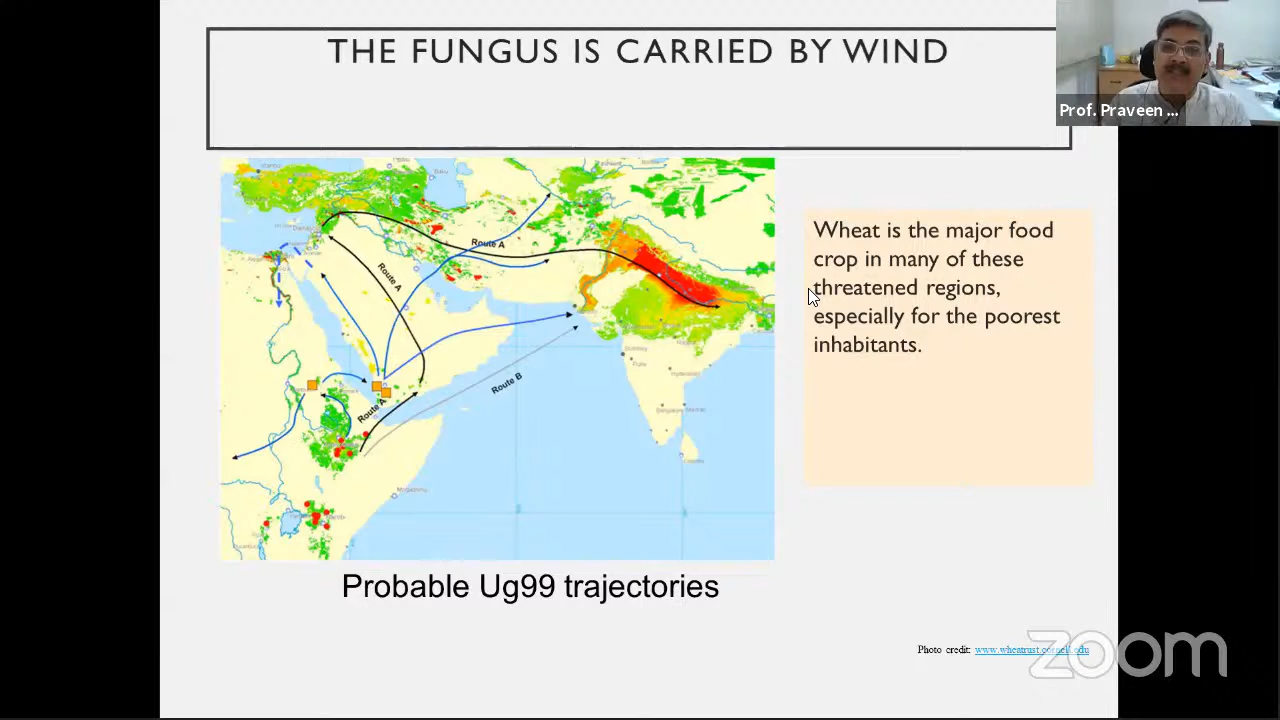 THE FUNGUS IS CARRIED BY WIND
Prof. Praveen ...
Route A
Route A
Route A
Route B
Wheat is the major food
crop in many of these
threatened regions,
especially for the poorest
inhabitants.
Probable Ug99 trajectories
Photo credit: www.wheatrust.cornell.edu
zoom